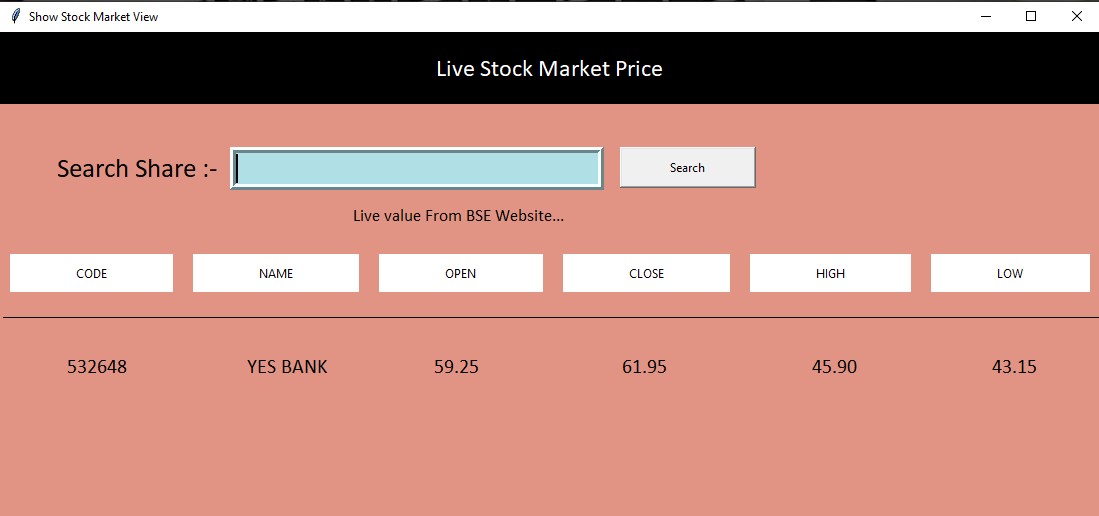 Show Stock Market View
Live Stock Market Price
Search Share :- Search
Live value From BSE Website...
CODE NAME OPEN CLOSE HIGH LOW
532648 YES BANK 59.25 61.95 45.90 43.15